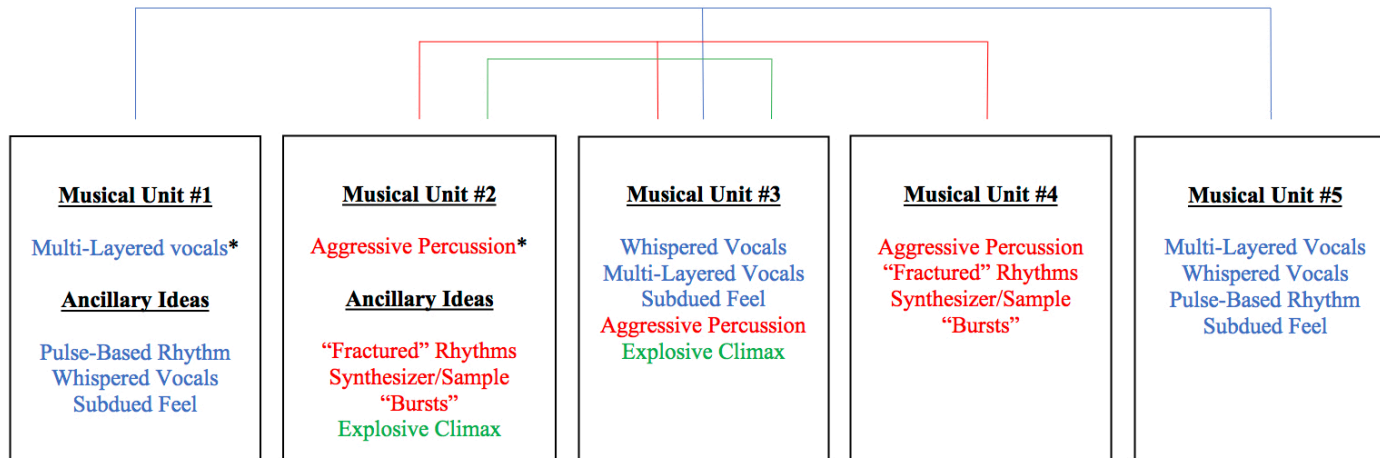 Musical Unit #1
Multi-Layered vocals*
Ancillary Ideas
Pulse-Based Rhythm
Whispered Vocals
Subdued Feel
Musical Unit #2
Aggressive Percussion*
Ancillary Ideas
“Fractured” Rhythms
Synthesizer/Sample
“Bursts”
Explosive Climax
Musical Unit #3
Whispered Vocals
Multi-Layered Vocals
Subdued Feel
Aggressive Percussion
Explosive Climax
Musical Unit #4
Aggressive Percussion
“Fractured” Rhythms
Synthesizer/Sample
“Bursts”
Musical Unit #5
Multi-Layered Vocals
Whispered Vocals
Pulse-Based Rhythm
Subdued Feel